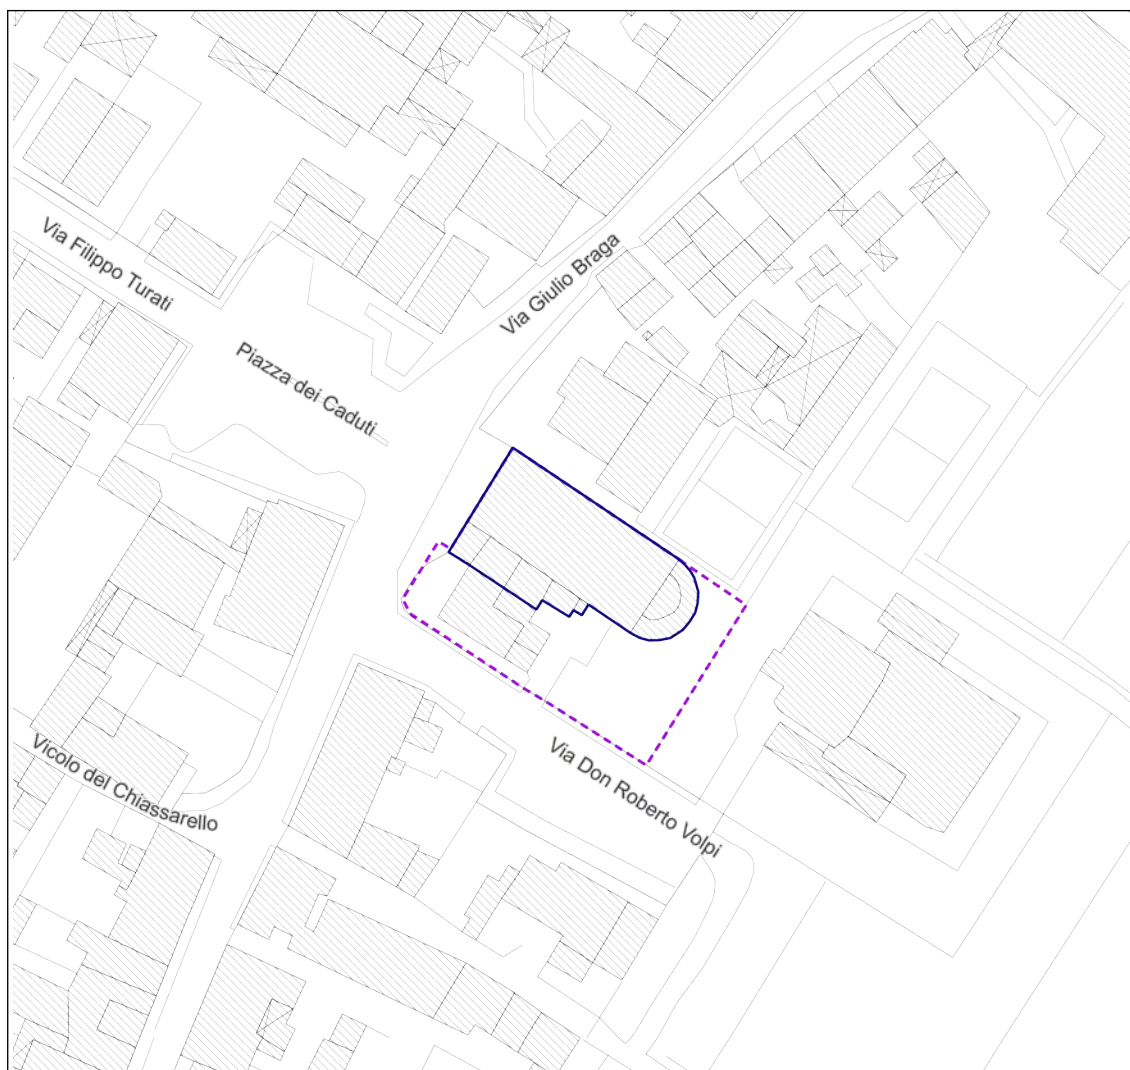 Via Filippo Turati
Via Giulio Braga
Piazza dei Caduti
Vicolo del Chiassarello
Via Don Roberto Volpi